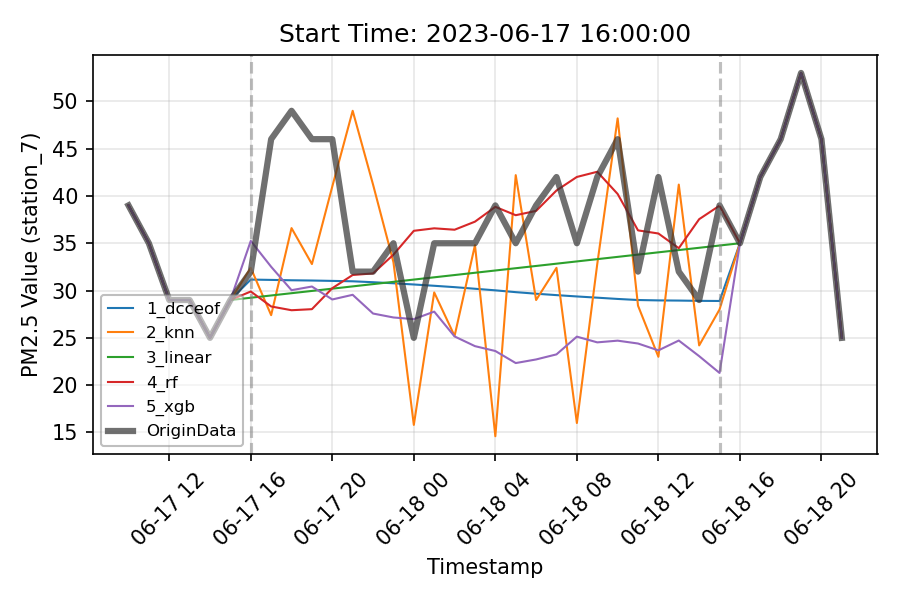 Start Time: 2023-06-17 16:00:00
PM2.5 Value (station_7)
50
45
40
35
30
25
20
15
1_dcceof
2_knn
3_linear
4_rf
5_xgb
OriginData
06-17 12
06-17 16
06-17 20
06-18 00
06-18 04
06-18 08
06-18 12
06-18 16
06-18 20
Timestamp